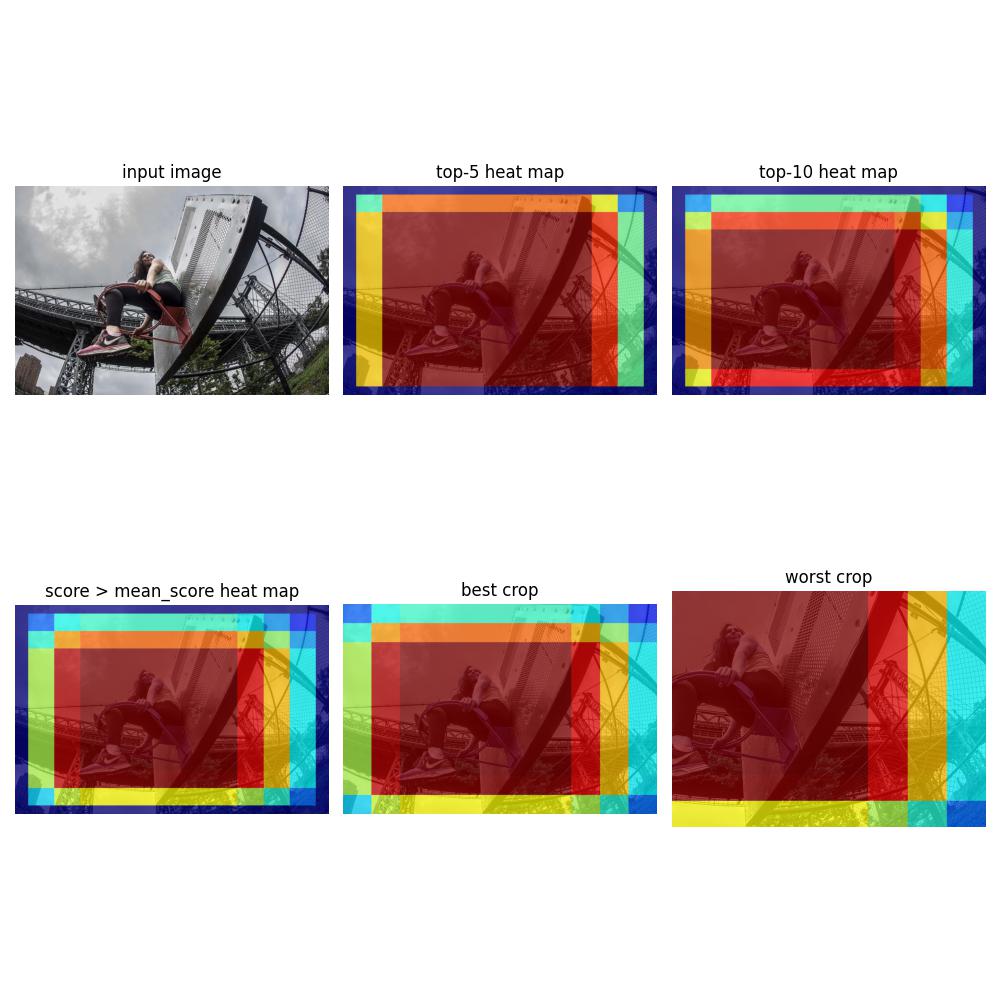 input image
top-5 heat map
top-10 heat map
score > mean_score heat map
best crop
worst crop